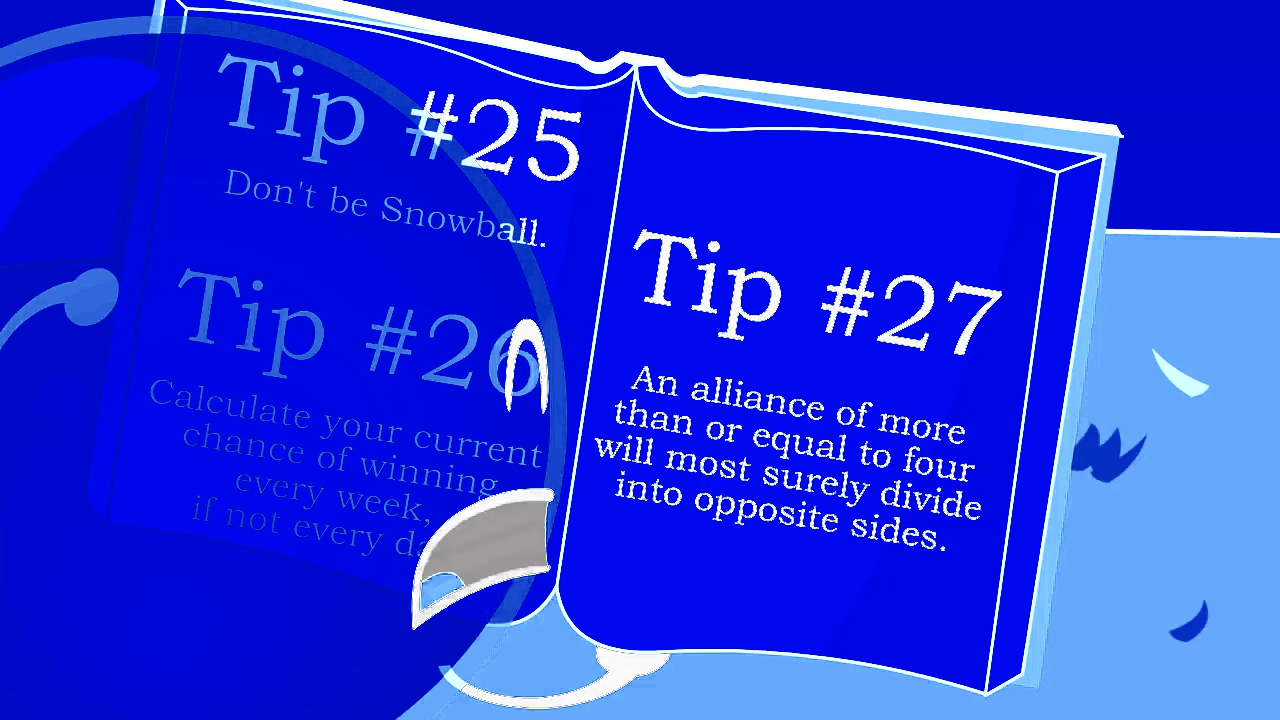 Tip #25
Don't be Snowball.
Tip #26
Calculate your current
chance of winning
every week,
if not every
Tip #27
An alliance of more
than or equal to four
will most surely divide
into opposite sides.